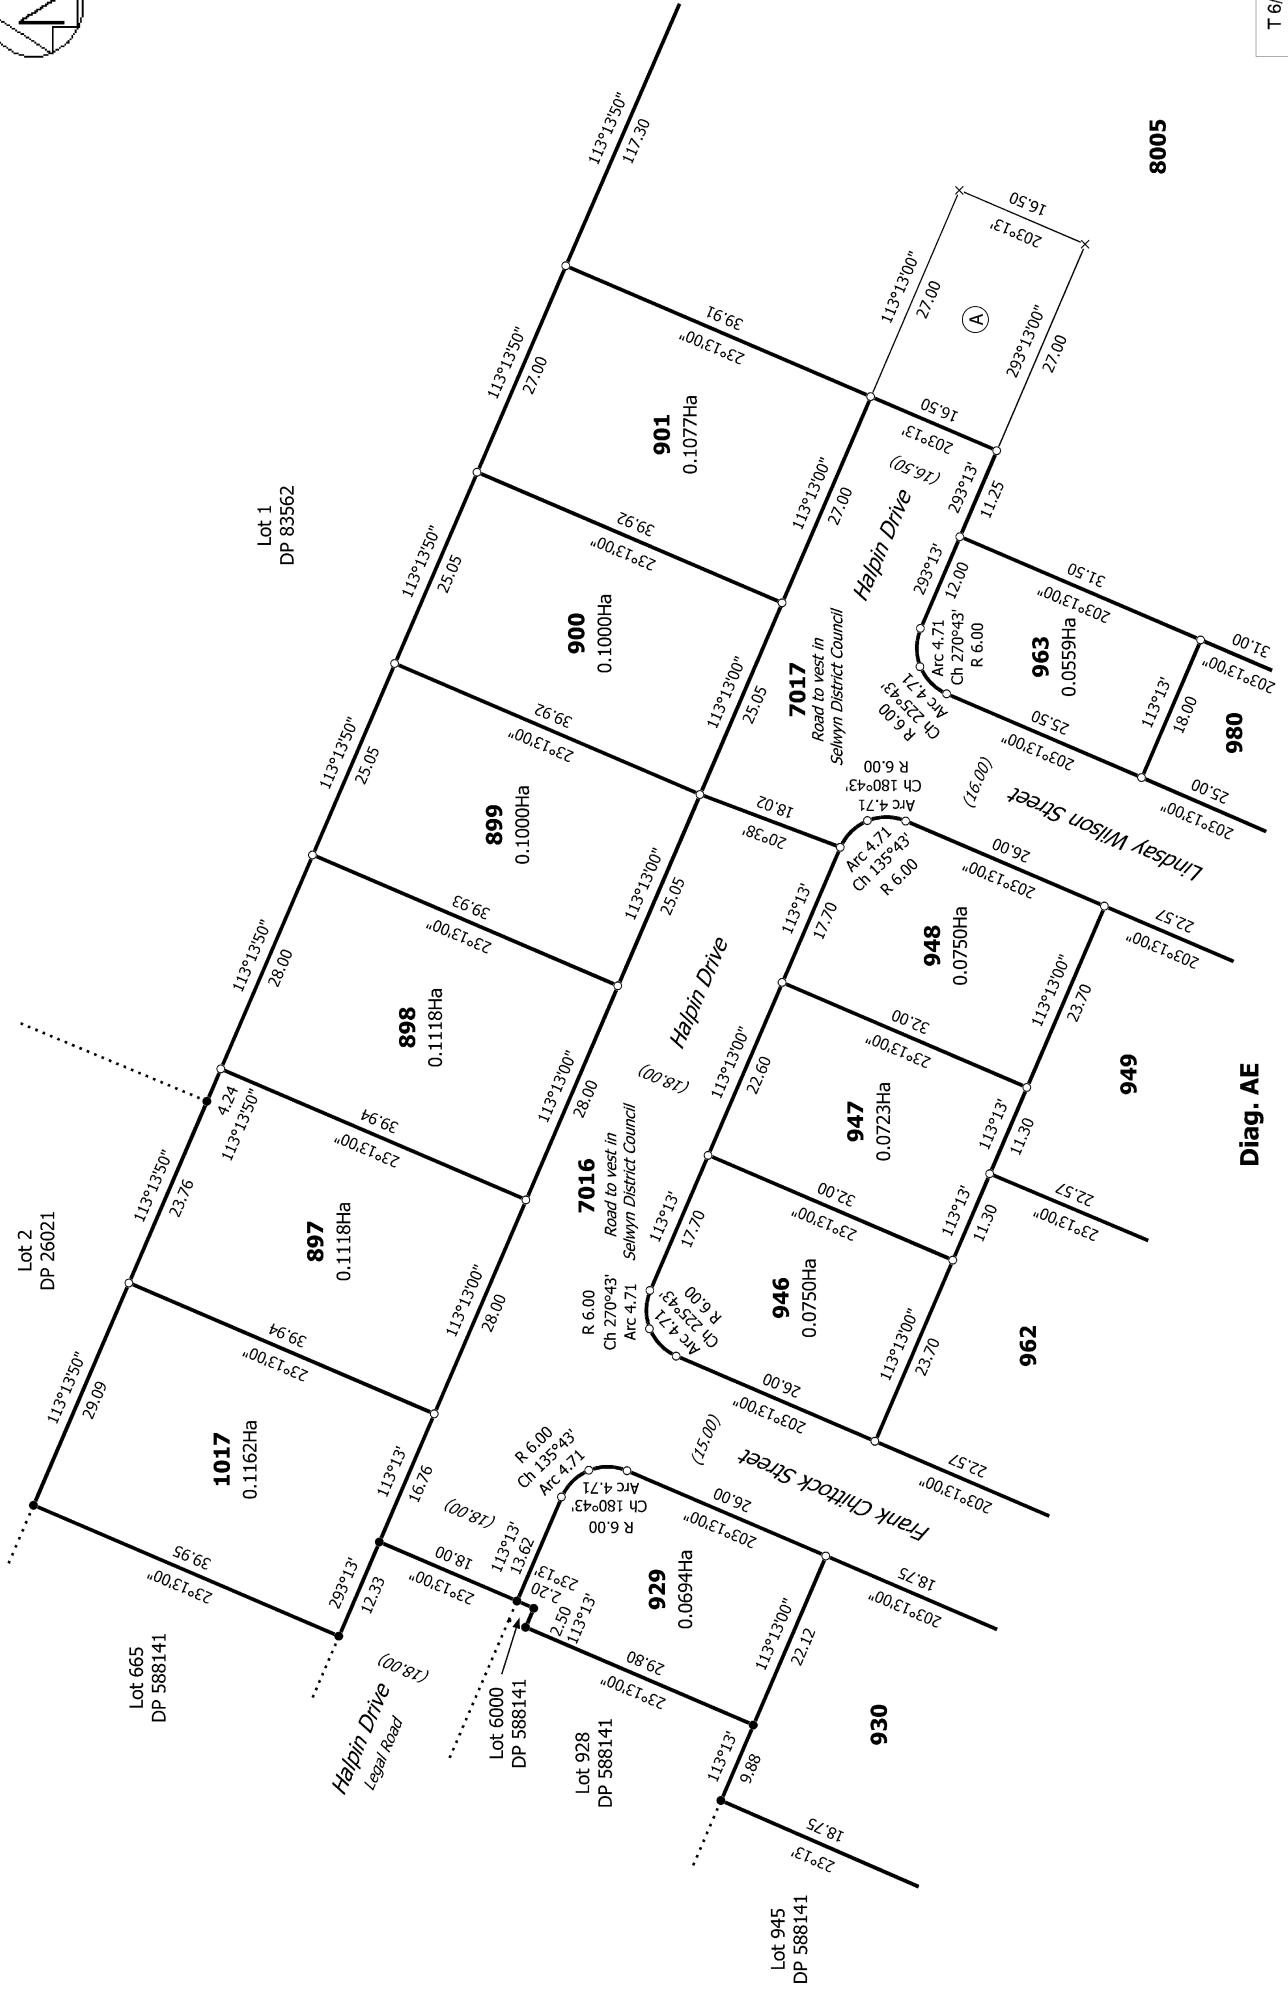 T 6/
8005
113°13'50"
117.30
Lot 1
DP 83562
113°13'50"
27.00
39.91
23°13'00"
901
0.1077Ha
113°13'00"
27.00
113°13'50"
25.05
39.92
23°13'00"
900
0.1000Ha
113°13'00"
25.05
113°13'50"
25.05
39.92
23°13'00"
899
0.1000Ha
113°13'00"
25.05
113°13'50"
28.00
39.93
23°13'00"
898
0.1118Ha
113°13'00"
28.00
4.24
113°13'50"
Lot 2
DP 26021
113°13'50"
23.76
39.94
23°13'00"
897
0.1118Ha
113°13'00"
28.00
113°13'50"
29.09
39.94
23°13'00"
1017
0.1162Ha
113°13'
16.76
39.95
23°13'00"
293°13'
12.33
Lot 665
DP 588141
113°13'00"
27.00
16.50
203°13'
A
293°13'00"
27.00
16.50
203°13'
(16.50)
Halpin Drive
7017
Road to vest in
Selwyn District Council
293°13'
11.25
293°13'
12.00
Arc 4.71
Ch 270°43'
R 6.00
R 6.00
Ch 225°43'
Arc 4.71
31.50
203°13'00"
963
0.0559Ha
25.50
203°13'00"
113°13'
18.00
31.00
203°13'00"
980
25.00
203°13'00"
(16.00)
Lindsay Wilson Street
18.02
20°38'
R 6.00
Ch 180°43'
Arc 4.71
Arc 4.71
Ch 135°43'
R 6.00
113°13'
17.70
26.00
203°13'00"
948
0.0750Ha
113°13'00"
23.70
22.57
203°13'00"
Halpin Drive
(18.00)
7016
Road to vest in
Selwyn District Council
113°13'00"
22.60
32.00
23°13'00"
947
0.0723Ha
113°13'
11.30
113°13'
11.30
949
22.57
23°13'00"
113°13'
17.70
32.00
23°13'00"
R 6.00
Ch 270°43'
Arc 4.71
Arc 4.71
Ch 225°43'
R 6.00
946
0.0750Ha
26.00
203°13'00"
113°13'00"
23.70
962
22.57
203°13'00"
(15.00)
Frank Chittock Street
R 6.00
Ch 135°43'
Arc 4.71
Arc 4.71
Ch 180°43'
R 6.00
(18.00)
18.00
23°13'00"
113°13'
13.62
23°13'
2.20
2.50
113°13'
929
0.0694Ha
26.00
203°13'00"
29.80
23°13'00"
113°13'00"
22.12
18.75
203°13'00"
930
(18.00)
Halpin Drive
Legal Road
Lot 6000
DP 588141
Lot 928
DP 588141
113°13'
9.88
18.75
23°13'
Lot 945
DP 588141
Diag. AE